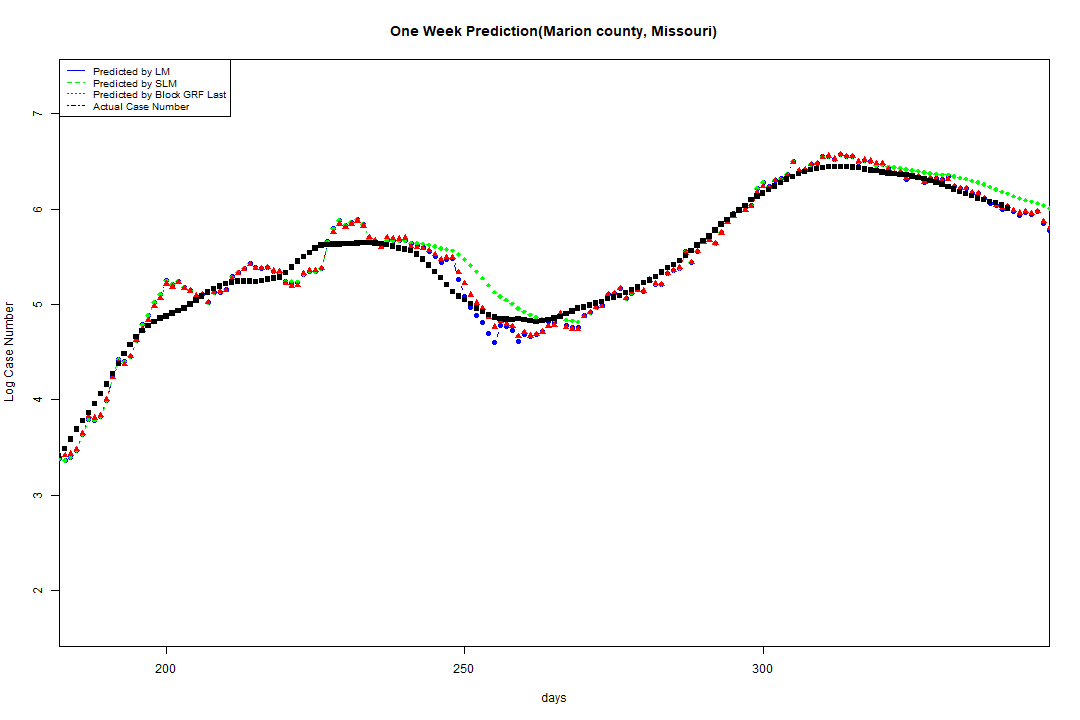 One Week Prediction(Marion county, Missouri)
Predicted by LM
Predicted by SLM
Predicted by Block GRF Last
Actual Case Number
7
6
5
4
3
2
Log Case Number
200
250
300
days